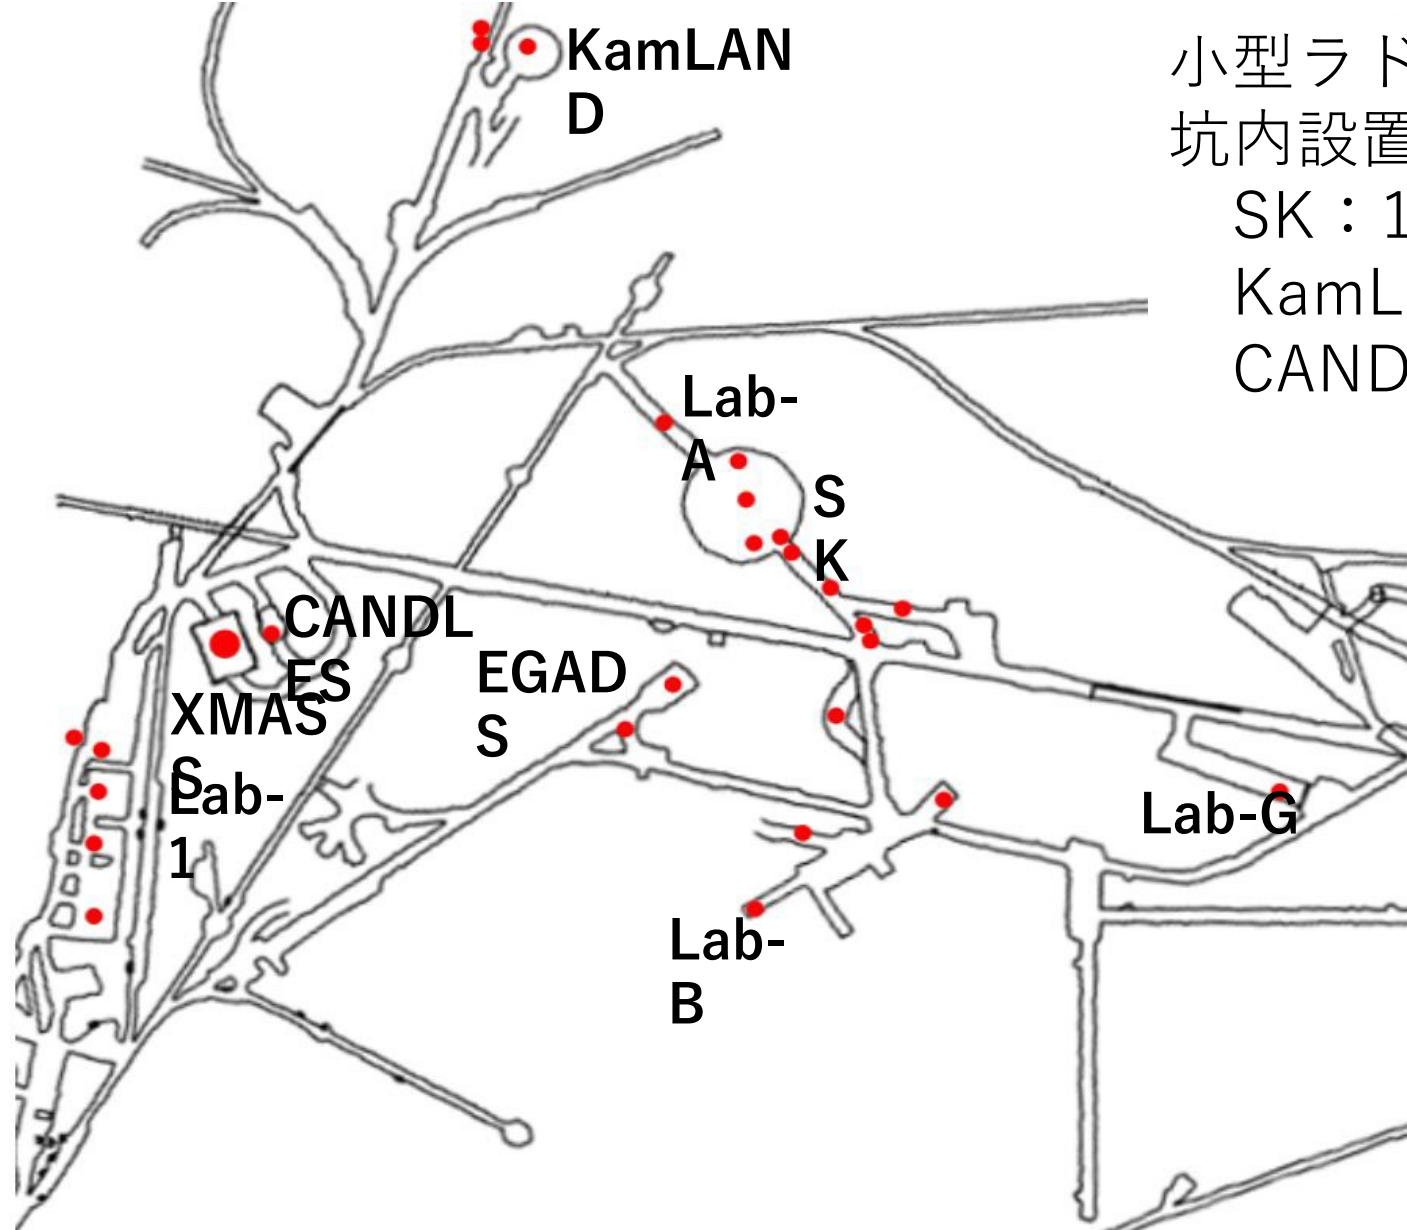 KamLAN
D
小型ラド
坑内設置
SK：1
KamL
CAND
Lab-
A
S
K
CANDL
ES
EGAD
S
XMAS
S
Lab-
1
Lab-G
Lab-
B